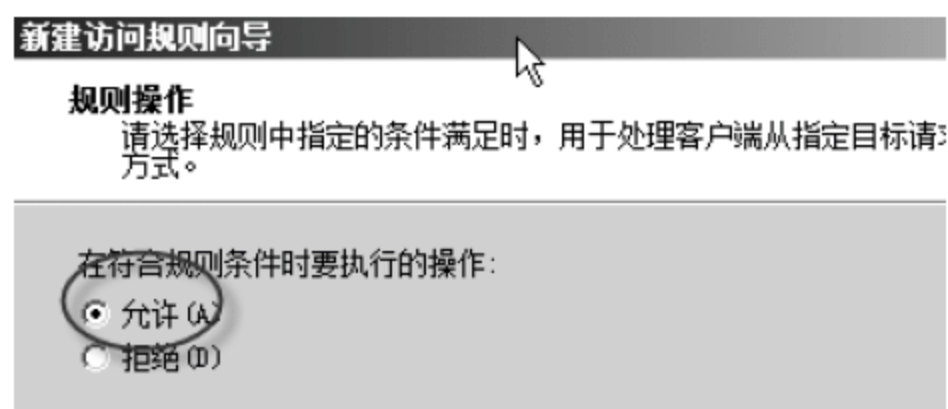 新建访问规则向导
规则操作
请选择规则中指定的条件满足时，用于处理客户端从指定目标请
方式。
在符合规则条件时要执行的操作：
允许(A)
拒绝(D)